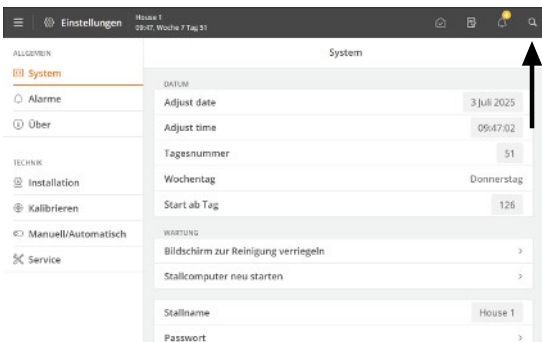 Einstellungen
House 1
09:47, Woche 7 Tag 51
ALLGEMEIN
System
Alarme
Über
TECHNIK
Installation
Kalibrieren
Manuell/Automatisch
Service
System
DATUM
Adjust date 3 Juli 2025
Adjust time 09:47:02
Tagesnummer 51
Wochentag Donnerstag
Start ab Tag 126
WARTUNG
Bildschirm zur Reinigung verriegeln
Stallcomputer neu starten
Stallname House 1
Passwort